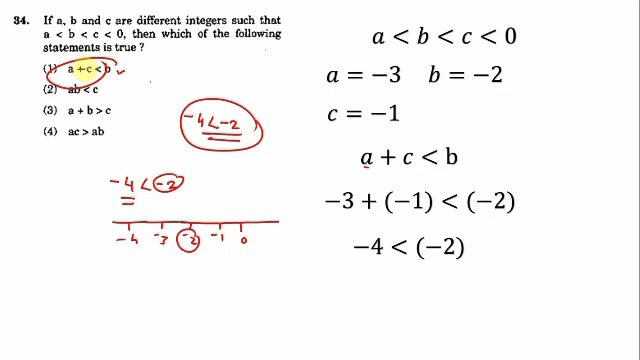 34. If a, b and c are different integers such that
a < b < c < 0, then which of the following
statements is true ?
(1) a + c < b
(2) ab < c
(3) a + b > c
(4) ac > ab
-4 < -2
-4 < -2
-4 -3 -2 -1 0
a < b < c < 0
a = −3 b = −2
c = −1
a + c < b
−3 + (−1) < (−2)
−4 < (−2)